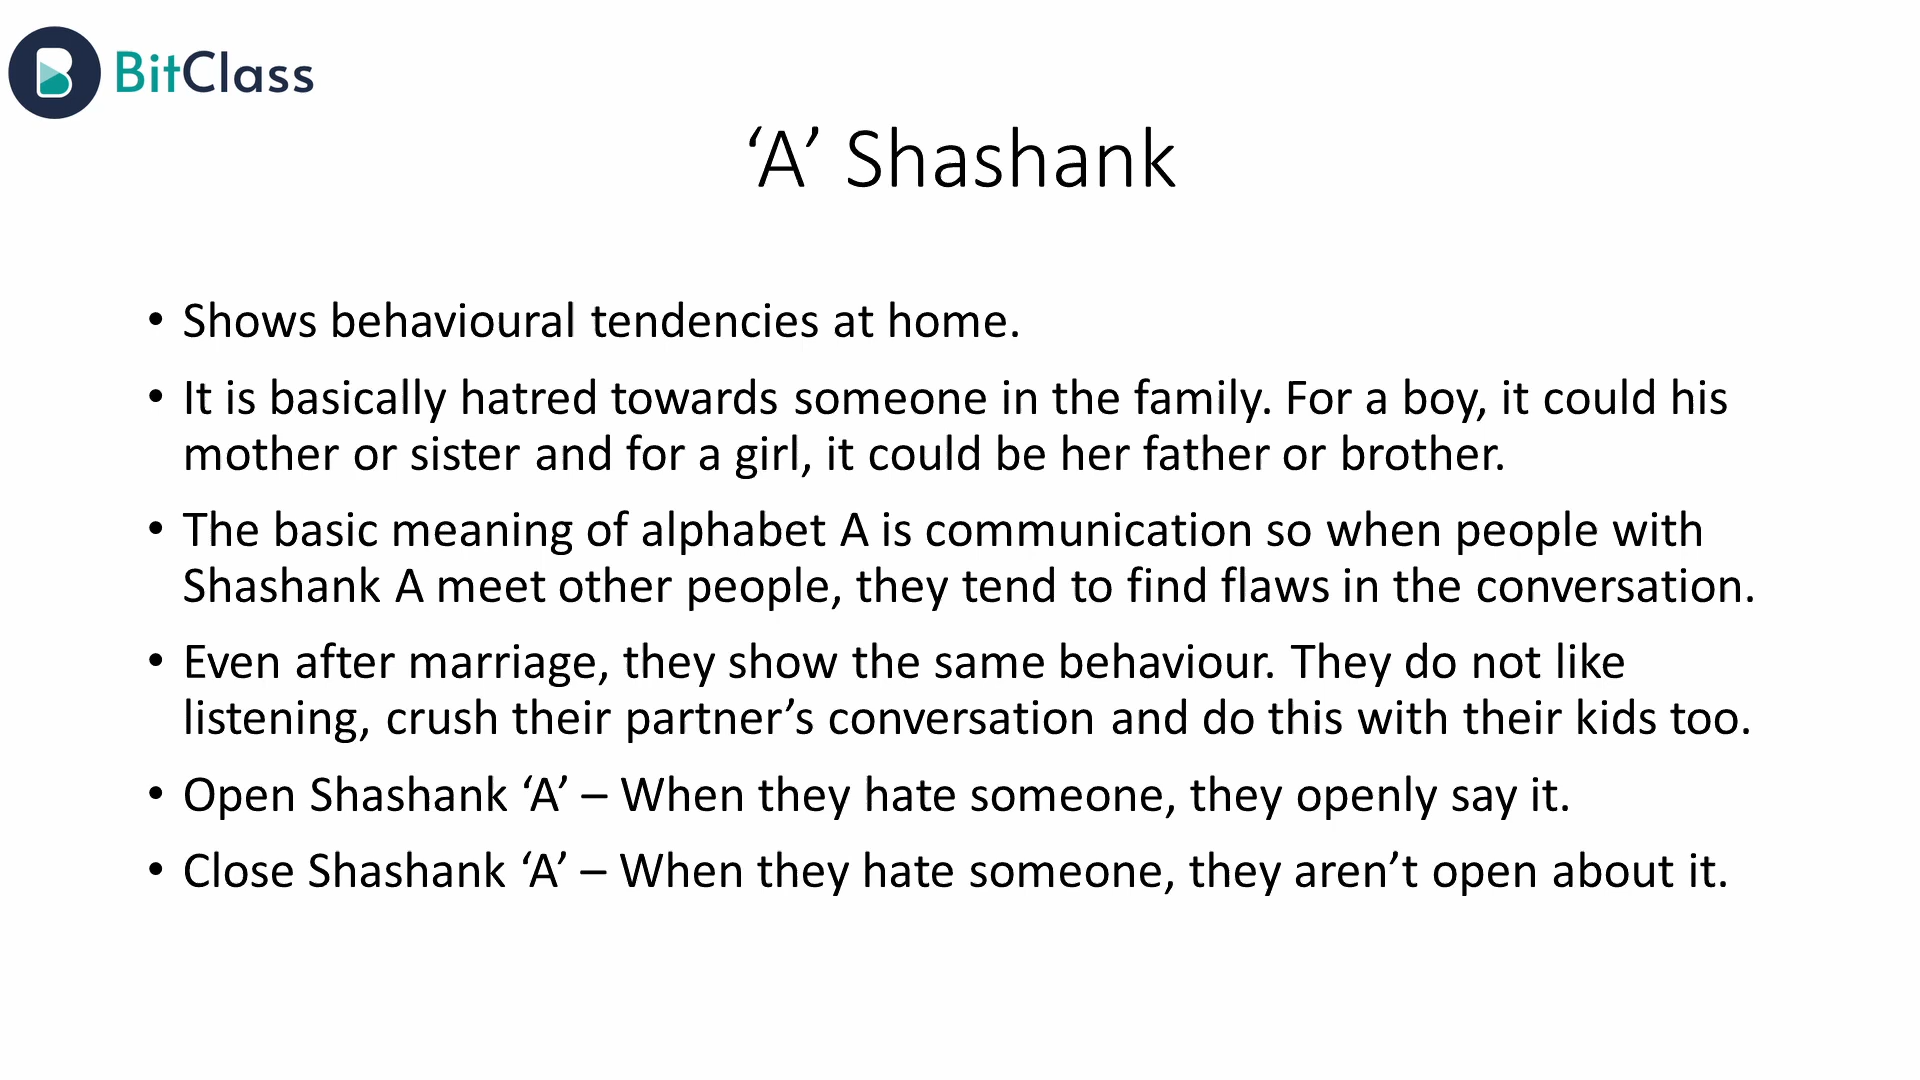 BitClass
‘A’ Shashank
• Shows behavioural tendencies at home.
• It is basically hatred towards someone in the family. For a boy, it could his
mother or sister and for a girl, it could be her father or brother.
• The basic meaning of alphabet A is communication so when people with
Shashank A meet other people, they tend to find flaws in the conversation.
• Even after marriage, they show the same behaviour. They do not like
listening, crush their partner’s conversation and do this with their kids too.
• Open Shashank ‘A’ – When they hate someone, they openly say it.
• Close Shashank ‘A’ – When they hate someone, they aren’t open about it.